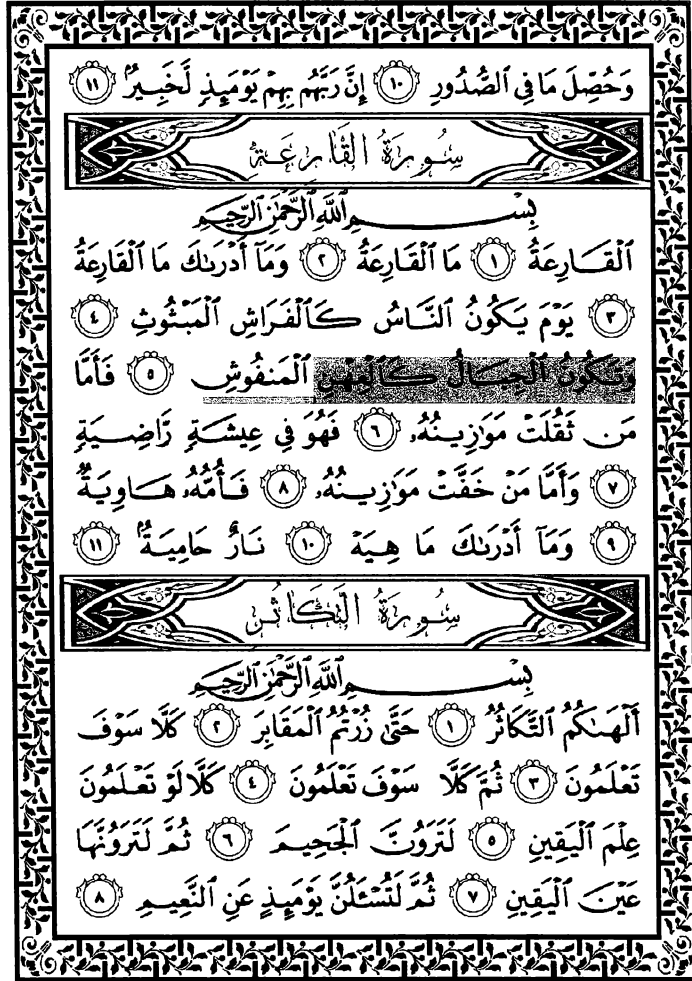 وَحُصِّلَ مَا فِى ٱلصُّدُورِ ١٠ إِنَّ رَبَّهُم بِهِمْ يَوْمَئِذٍ لَّخَبِيرٌۢ ١١
سُورَةُ القَارِعَةِ
بِسْمِ ٱللَّهِ ٱلرَّحْمَٰنِ ٱلرَّحِيمِ
ٱلْقَارِعَةُ ١ مَا ٱلْقَارِعَةُ ٢ وَمَآ أَدْرَىٰكَ مَا ٱلْقَارِعَةُ
٣ يَوْمَ يَكُونُ ٱلنَّاسُ كَٱلْفَرَاشِ ٱلْمَبْثُوثِ ٤
وَتَكُونُ ٱلْجِبَالُ كَٱلْعِهْنِ ٱلْمَنفُوشِ ٥ فَأَمَّا
مَن ثَقُلَتْ مَوَٰزِينُهُۥ ٦ فَهُوَ فِى عِيشَةٍ رَّاضِيَةٍ
٧ وَأَمَّا مَنْ خَفَّتْ مَوَٰزِينُهُۥ ٨ فَأُمُّهُۥ هَاوِيَةٌ
٩ وَمَآ أَدْرَىٰكَ مَا هِيَهْ ١٠ نَارٌ حَامِيَةٌۢ ١١
سُورَةُ التَّكَاثُرِ
بِسْمِ ٱللَّهِ ٱلرَّحْمَٰنِ ٱلرَّحِيمِ
أَلْهَىٰكُمُ ٱلتَّكَاثُرُ ١ حَتَّىٰ زُرْتُمُ ٱلْمَقَابِرَ ٢ كَلَّا سَوْفَ
تَعْلَمُونَ ٣ ثُمَّ كَلَّا سَوْفَ تَعْلَمُونَ ٤ كَلَّا لَوْ تَعْلَمُونَ
عِلْمَ ٱلْيَقِينِ ٥ لَتَرَوُنَّ ٱلْجَحِيمَ ٦ ثُمَّ لَتَرَوُنَّهَا
عَيْنَ ٱلْيَقِينِ ٧ ثُمَّ لَتُسْـَٔلُنَّ يَوْمَئِذٍ عَنِ ٱلنَّعِيمِ ٨